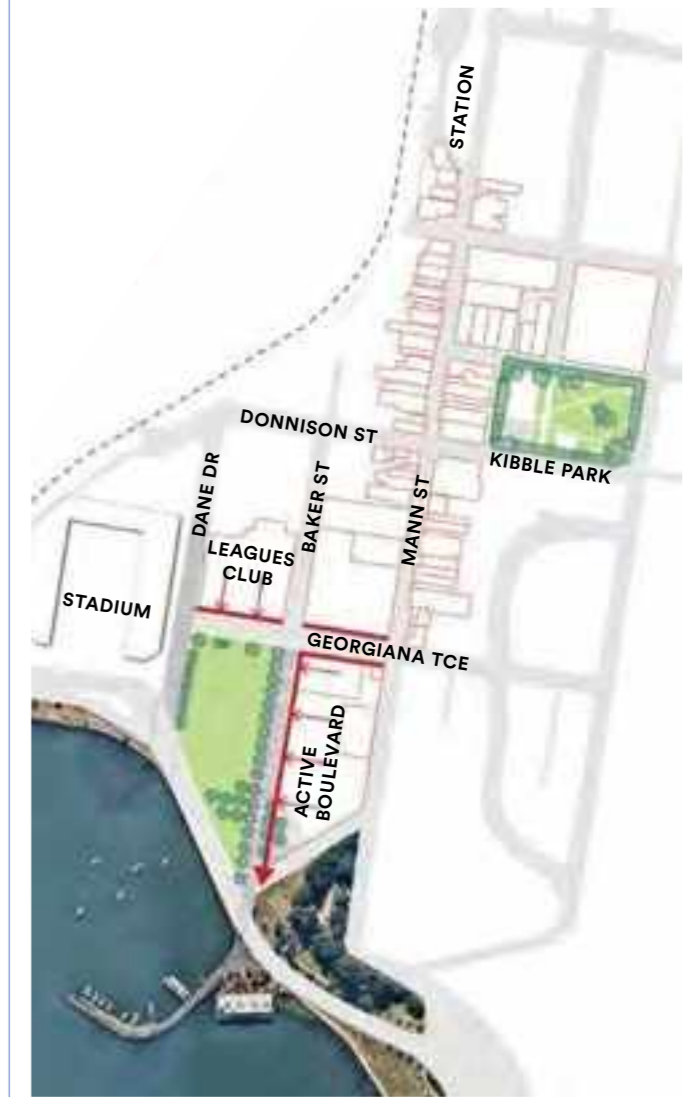 STATION
DONNISON ST
KIBBLE PARK
DANE DR
BAKER ST
MANN ST
LEAGUES
CLUB
STADIUM
GEORGIANA TCE
ACTIVE
BOULEVARD